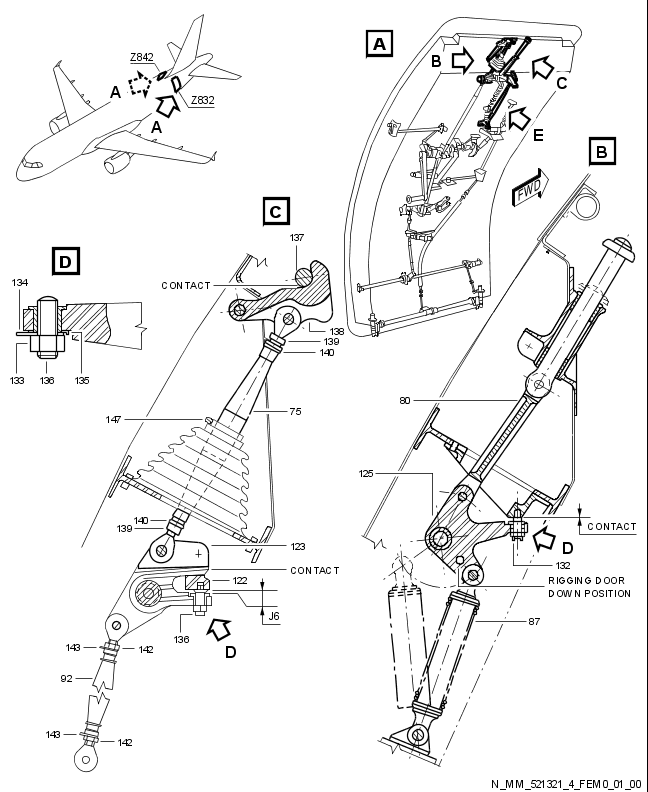 Z842
A
Z832
A
A
B
C
E
FWD
B
C
137
CONTACT
138
139
140
75
147
140
139
123
CONTACT
122
J6
136
D
143
142
92
143
142
D
134
133
136
135
80
125
CONTACT
D
132
RIGGING DOOR
DOWN POSITION
87
N_MM_521321_4_FEM0_01_00